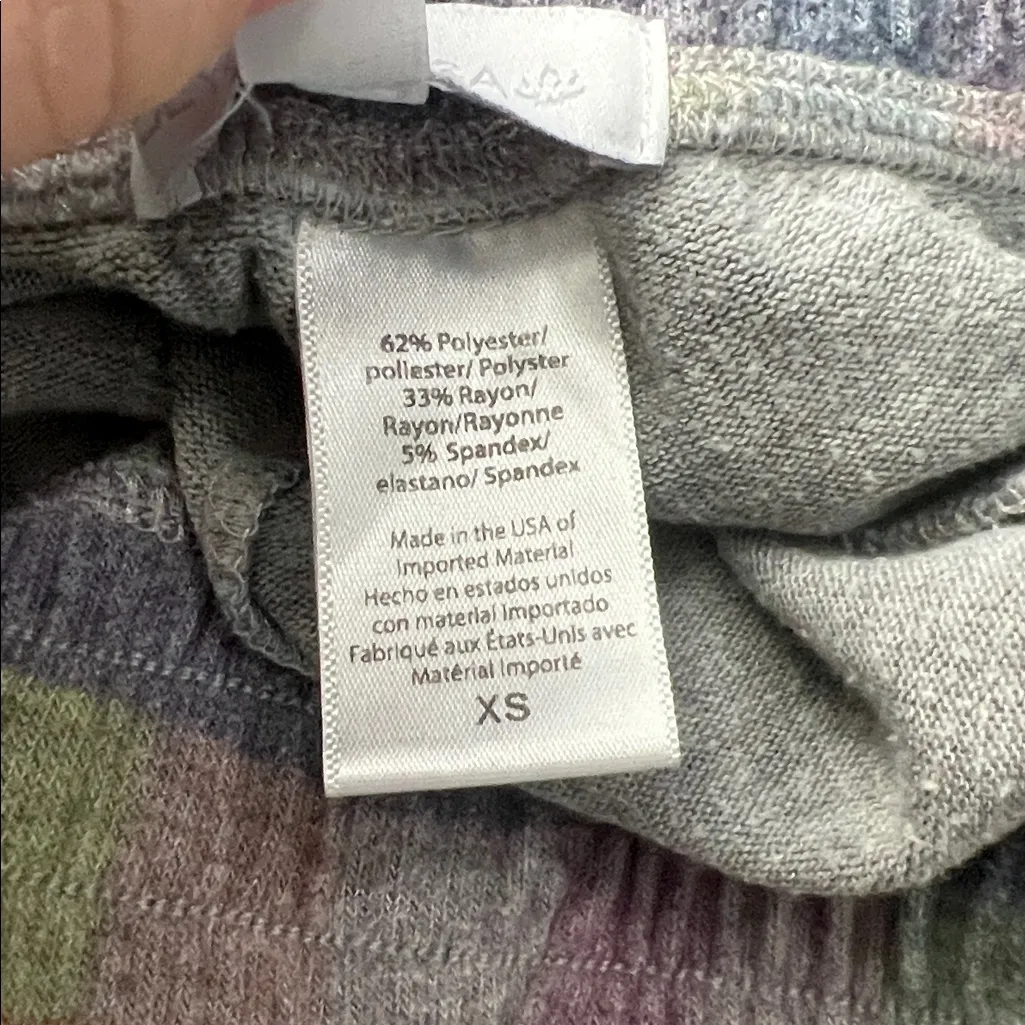 62% Polyester/
poliester/ Polyster
33% Rayon/
Rayon/Rayonne
5% Spandex/
elastano/ Spandex
Made in the USA of
Imported Material
Hecho en estados unidos
con material Importado
Fabriqué aux États-Unis avec
Matérial Importé
XS